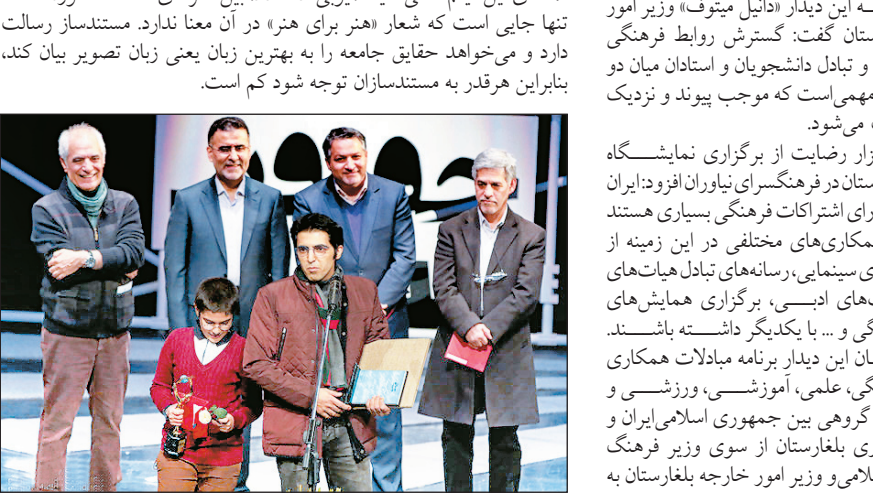 تنها جایی است که شعار «هنر برای هنر» در آن معنا ندارد. مستندساز رسالت
دارد و می‌خواهد حقایق جامعه را به بهترین زبان یعنی زبان تصویر بیان کند،
بنابراین هرقدر به مستندسازان توجه شود کم است.
این دیدار «دانیل میتوف» وزیر امور
ستان گفت: گسترش روابط فرهنگی
و تبادل دانشجویان و استادان میان دو
مهمی‌است که موجب پیوند و نزدیک
می‌شود.
زار رضایت از برگزاری نمایشگاه
ستان در فرهنگسرای نیاوران افزود: ایران
رای اشتراکات فرهنگی بسیاری هستند
مکاری‌های مختلفی در این زمینه از
ی سینمایی، رسانه‌های تبادل هیات‌های
ت‌های ادبی، برگزاری همایش‌های
گی و ... با یکدیگر داشته باشند.
ان این دیدار برنامه مبادلات همکاری
گی، علمی، آموزشی، ورزشی و
گروهی بین جمهوری اسلامی‌ایران و
ری بلغارستان از سوی وزیر فرهنگ
لامی‌و وزیر امور خارجه بلغارستان به